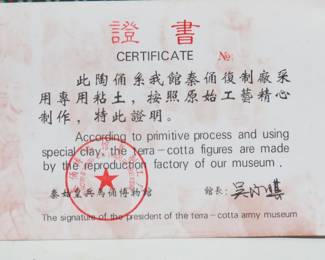 證書
CERTIFICATE № 
此陶俑系我館秦俑復制廠采
用專用粘土，按照原始工藝精心
制作，特此證明。
According to primitive process and using
special clay, the terra-cotta figures are made
by the reproduction factory of our museum.
秦始皇兵馬俑博物館 館長:
The signature of the president of the terra-cotta army museum